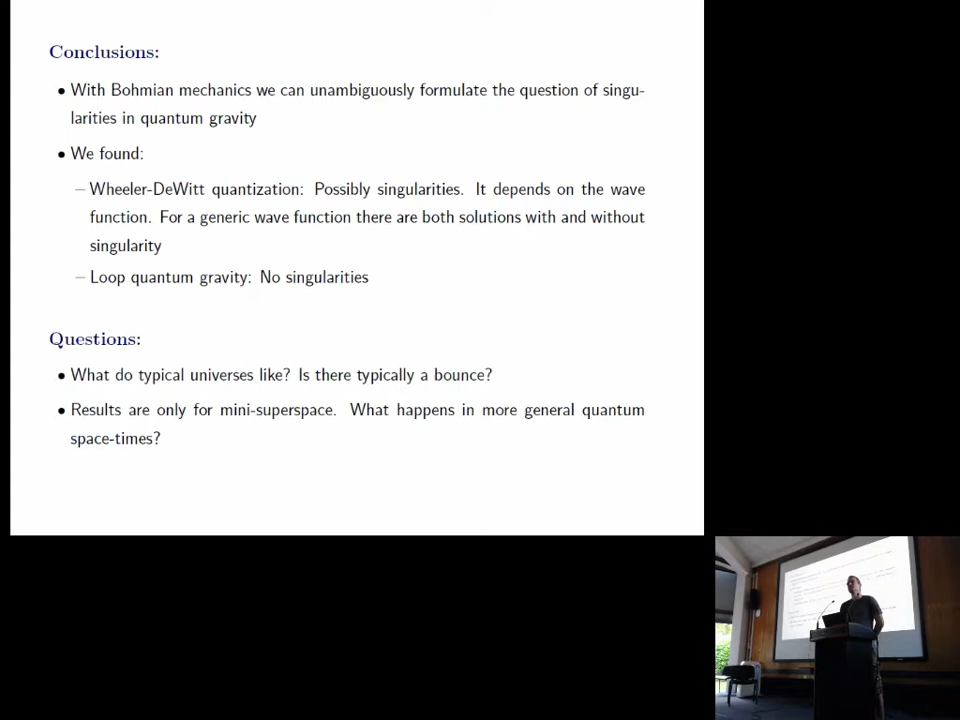 Conclusions:
• With Bohmian mechanics we can unambiguously formulate the question of singu-
larities in quantum gravity
• We found:
– Wheeler-DeWitt quantization: Possibly singularities. It depends on the wave
function. For a generic wave function there are both solutions with and without
singularity
– Loop quantum gravity: No singularities
Questions:
• What do typical universes like? Is there typically a bounce?
• Results are only for mini-superspace. What happens in more general quantum
space-times?